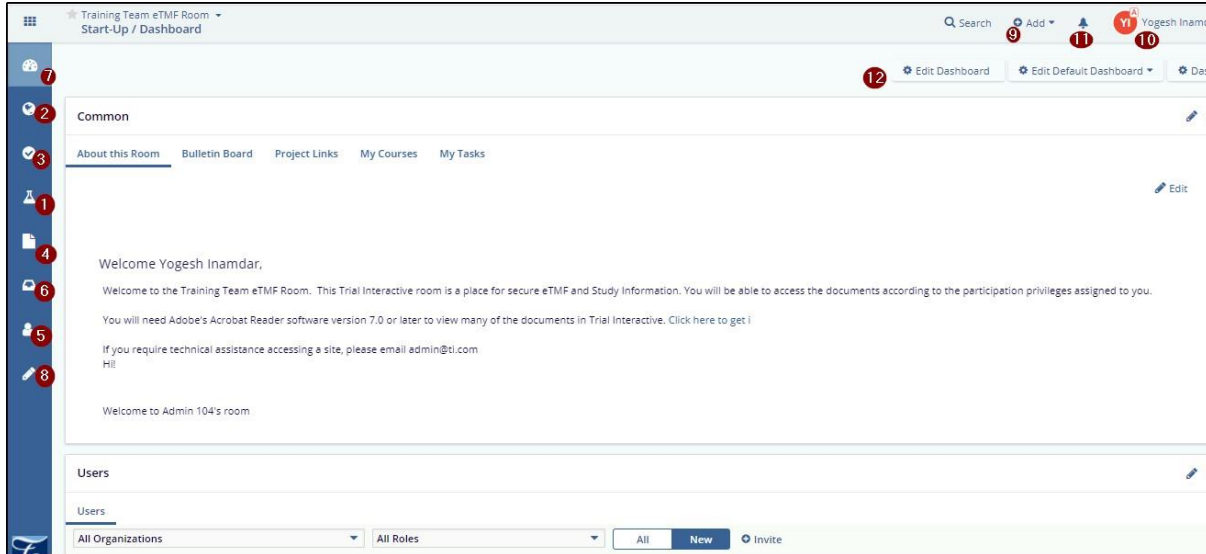 Training Team eTMF Room
Start-Up / Dashboard
Search
Add
A
YI
Yogesh Inamd
9
11
10
12
Edit Dashboard
Edit Default Dashboard
Das
7
2
3
1
4
6
5
8
Common
About this Room Bulletin Board Project Links My Courses My Tasks
Edit
Welcome Yogesh Inamdar,
Welcome to the Training Team eTMF Room. This Trial Interactive room is a place for secure eTMF and Study Information. You will be able to access the documents according to the participation privileges assigned to you.
You will need Adobe's Acrobat Reader software version 7.0 or later to view many of the documents in Trial Interactive. Click here to get i
If you require technical assistance accessing a site, please email admin@ti.com
Hi!
Welcome to Admin 104's room
Users
Users
All Organizations All Roles All New Invite